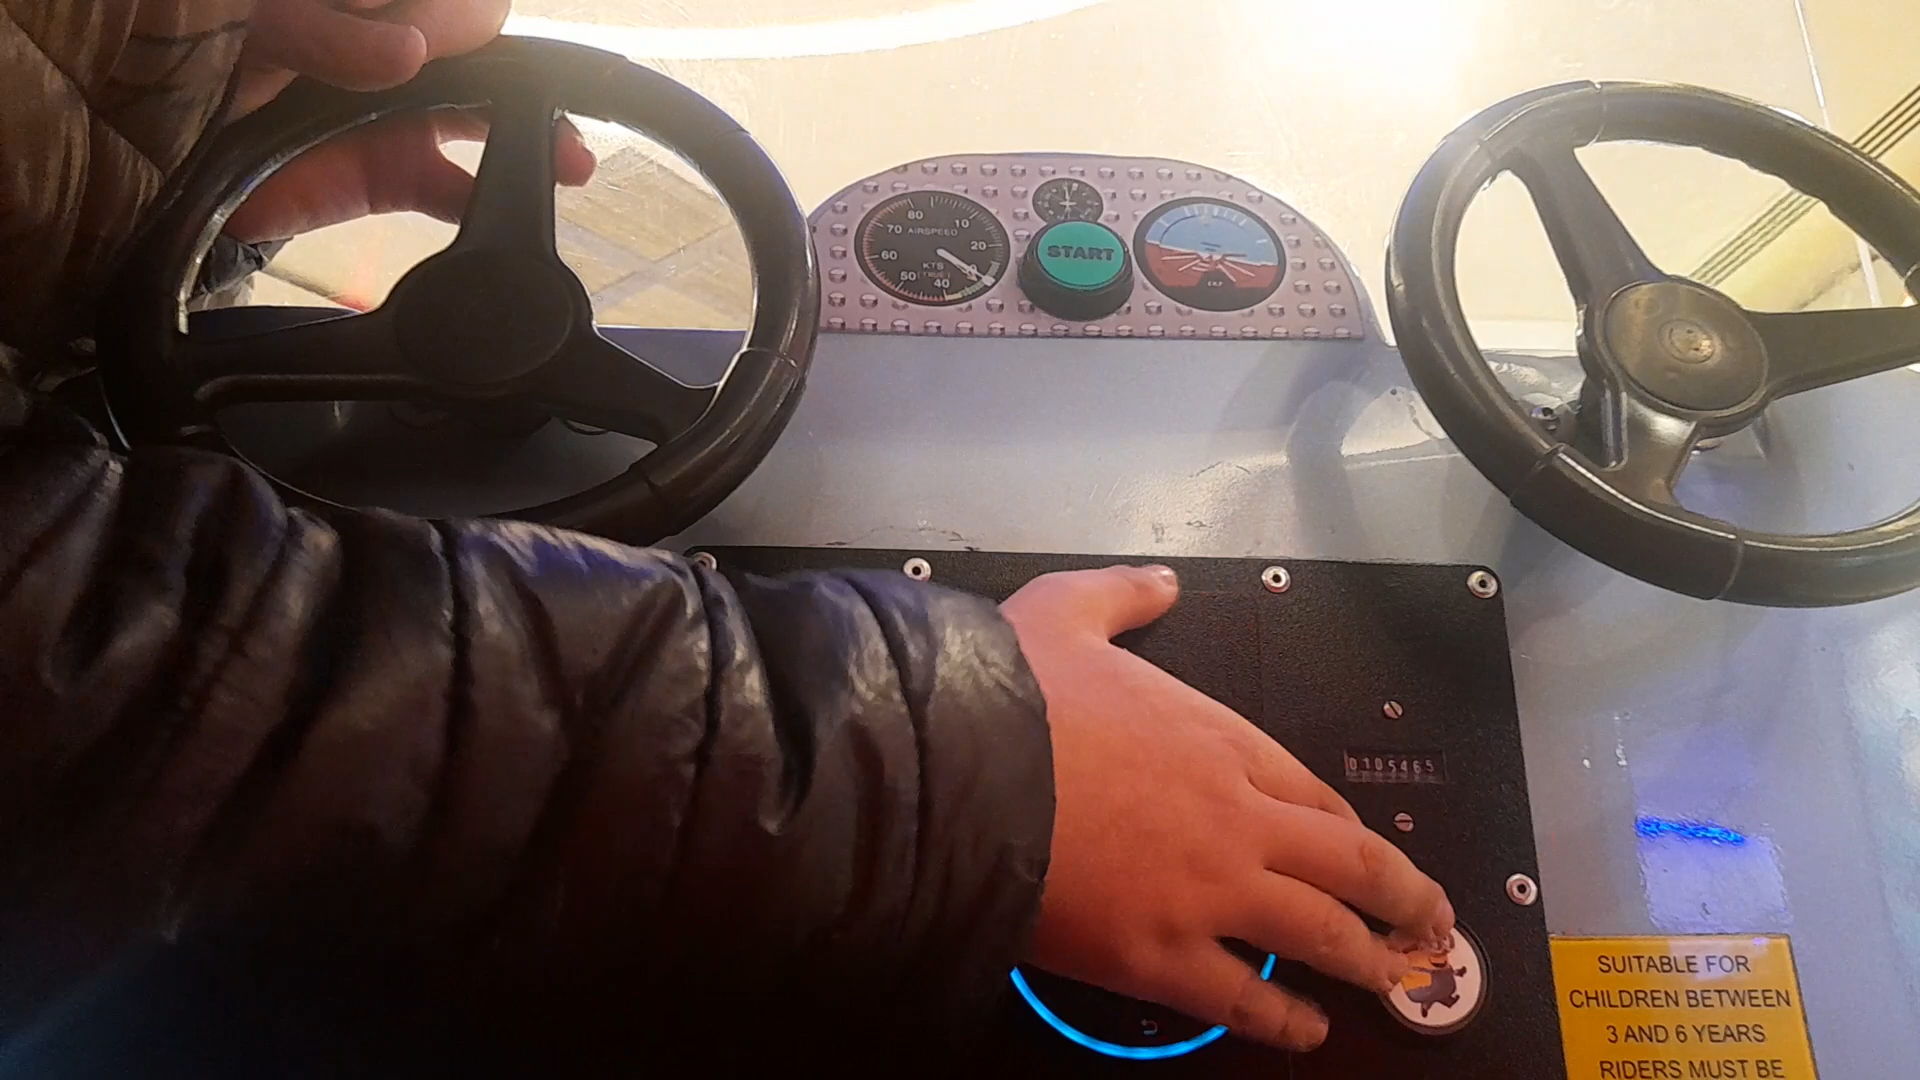 80
10
70 AIRSPEED
20
60
KTS
(TRUE)
50
40
START
0105465
SUITABLE FOR
CHILDREN BETWEEN
3 AND 6 YEARS
RIDERS MUST BE